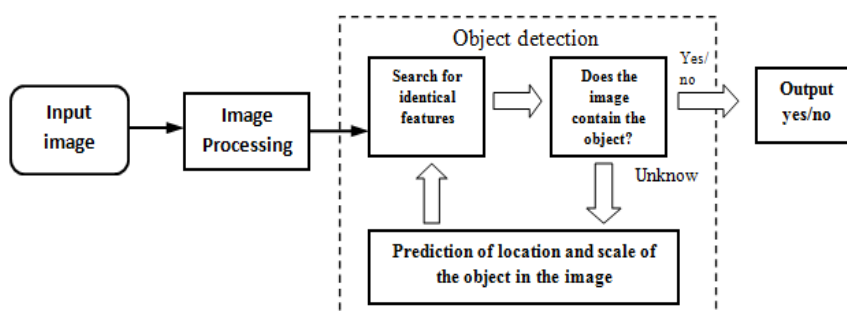 Object detection
Input
image
Image
Processing
Search for
identical
features
Does the
image
contain the
object?
Yes/
no
Output
yes/no
Unknow
Prediction of location and scale of
the object in the image